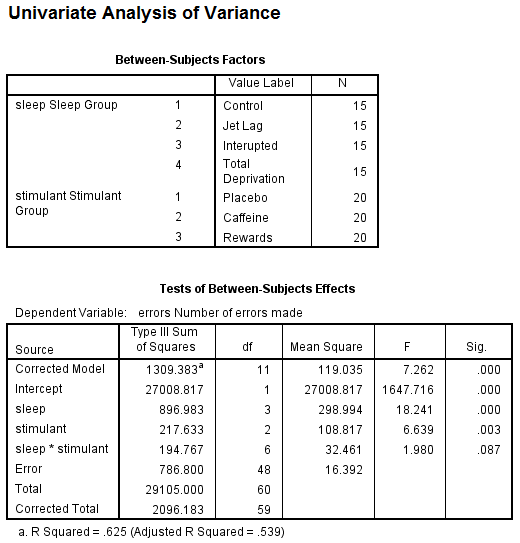 Univariate Analysis of Variance
Between-Subjects Factors
Value Label N
sleep Sleep Group 1 Control 15
2 Jet Lag 15
3 Interupted 15
4 Total Deprivation 15
stimulant Stimulant Group 1 Placebo 20
2 Caffeine 20
3 Rewards 20
Tests of Between-Subjects Effects
Dependent Variable: errors Number of errors made
Source Type III Sum of Squares df Mean Square F Sig.
Corrected Model 1309.383a 11 119.035 7.262 .000
Intercept 27008.817 1 27008.817 1647.716 .000
sleep 896.983 3 298.994 18.241 .000
stimulant 217.633 2 108.817 6.639 .003
sleep * stimulant 194.767 6 32.461 1.980 .087
Error 786.800 48 16.392
Total 29105.000 60
Corrected Total 2096.183 59
a. R Squared = .625 (Adjusted R Squared = .539)